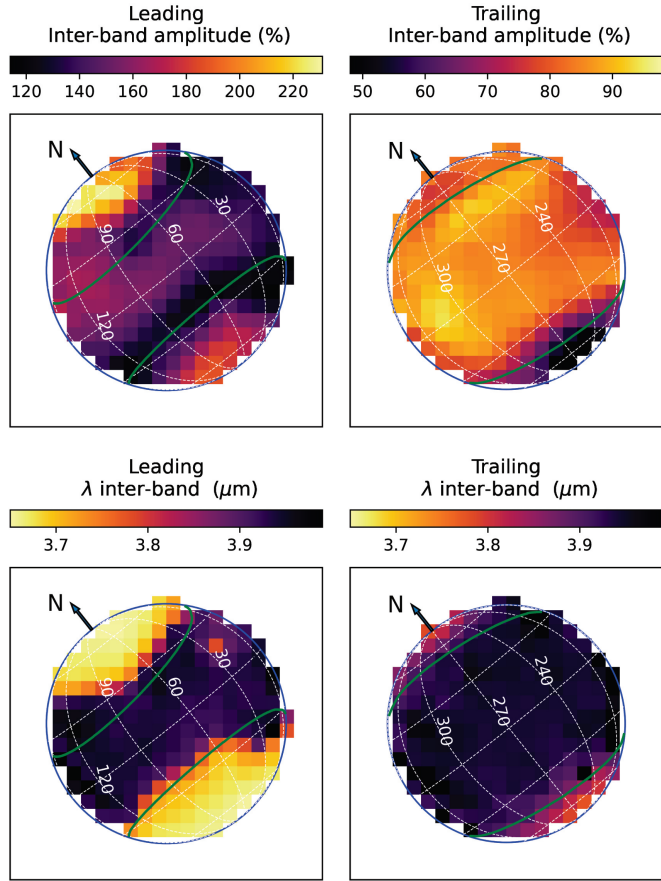 Leading
Inter-band amplitude (%)
120 140 160 180 200 220
Trailing
Inter-band amplitude (%)
50 60 70 80 90
N
30
60
90
120
N
240
270
300
Leading
λ inter-band (μm)
3.7 3.8 3.9
Trailing
λ inter-band (μm)
3.7 3.8 3.9
N
30
60
90
120
N
240
270
300